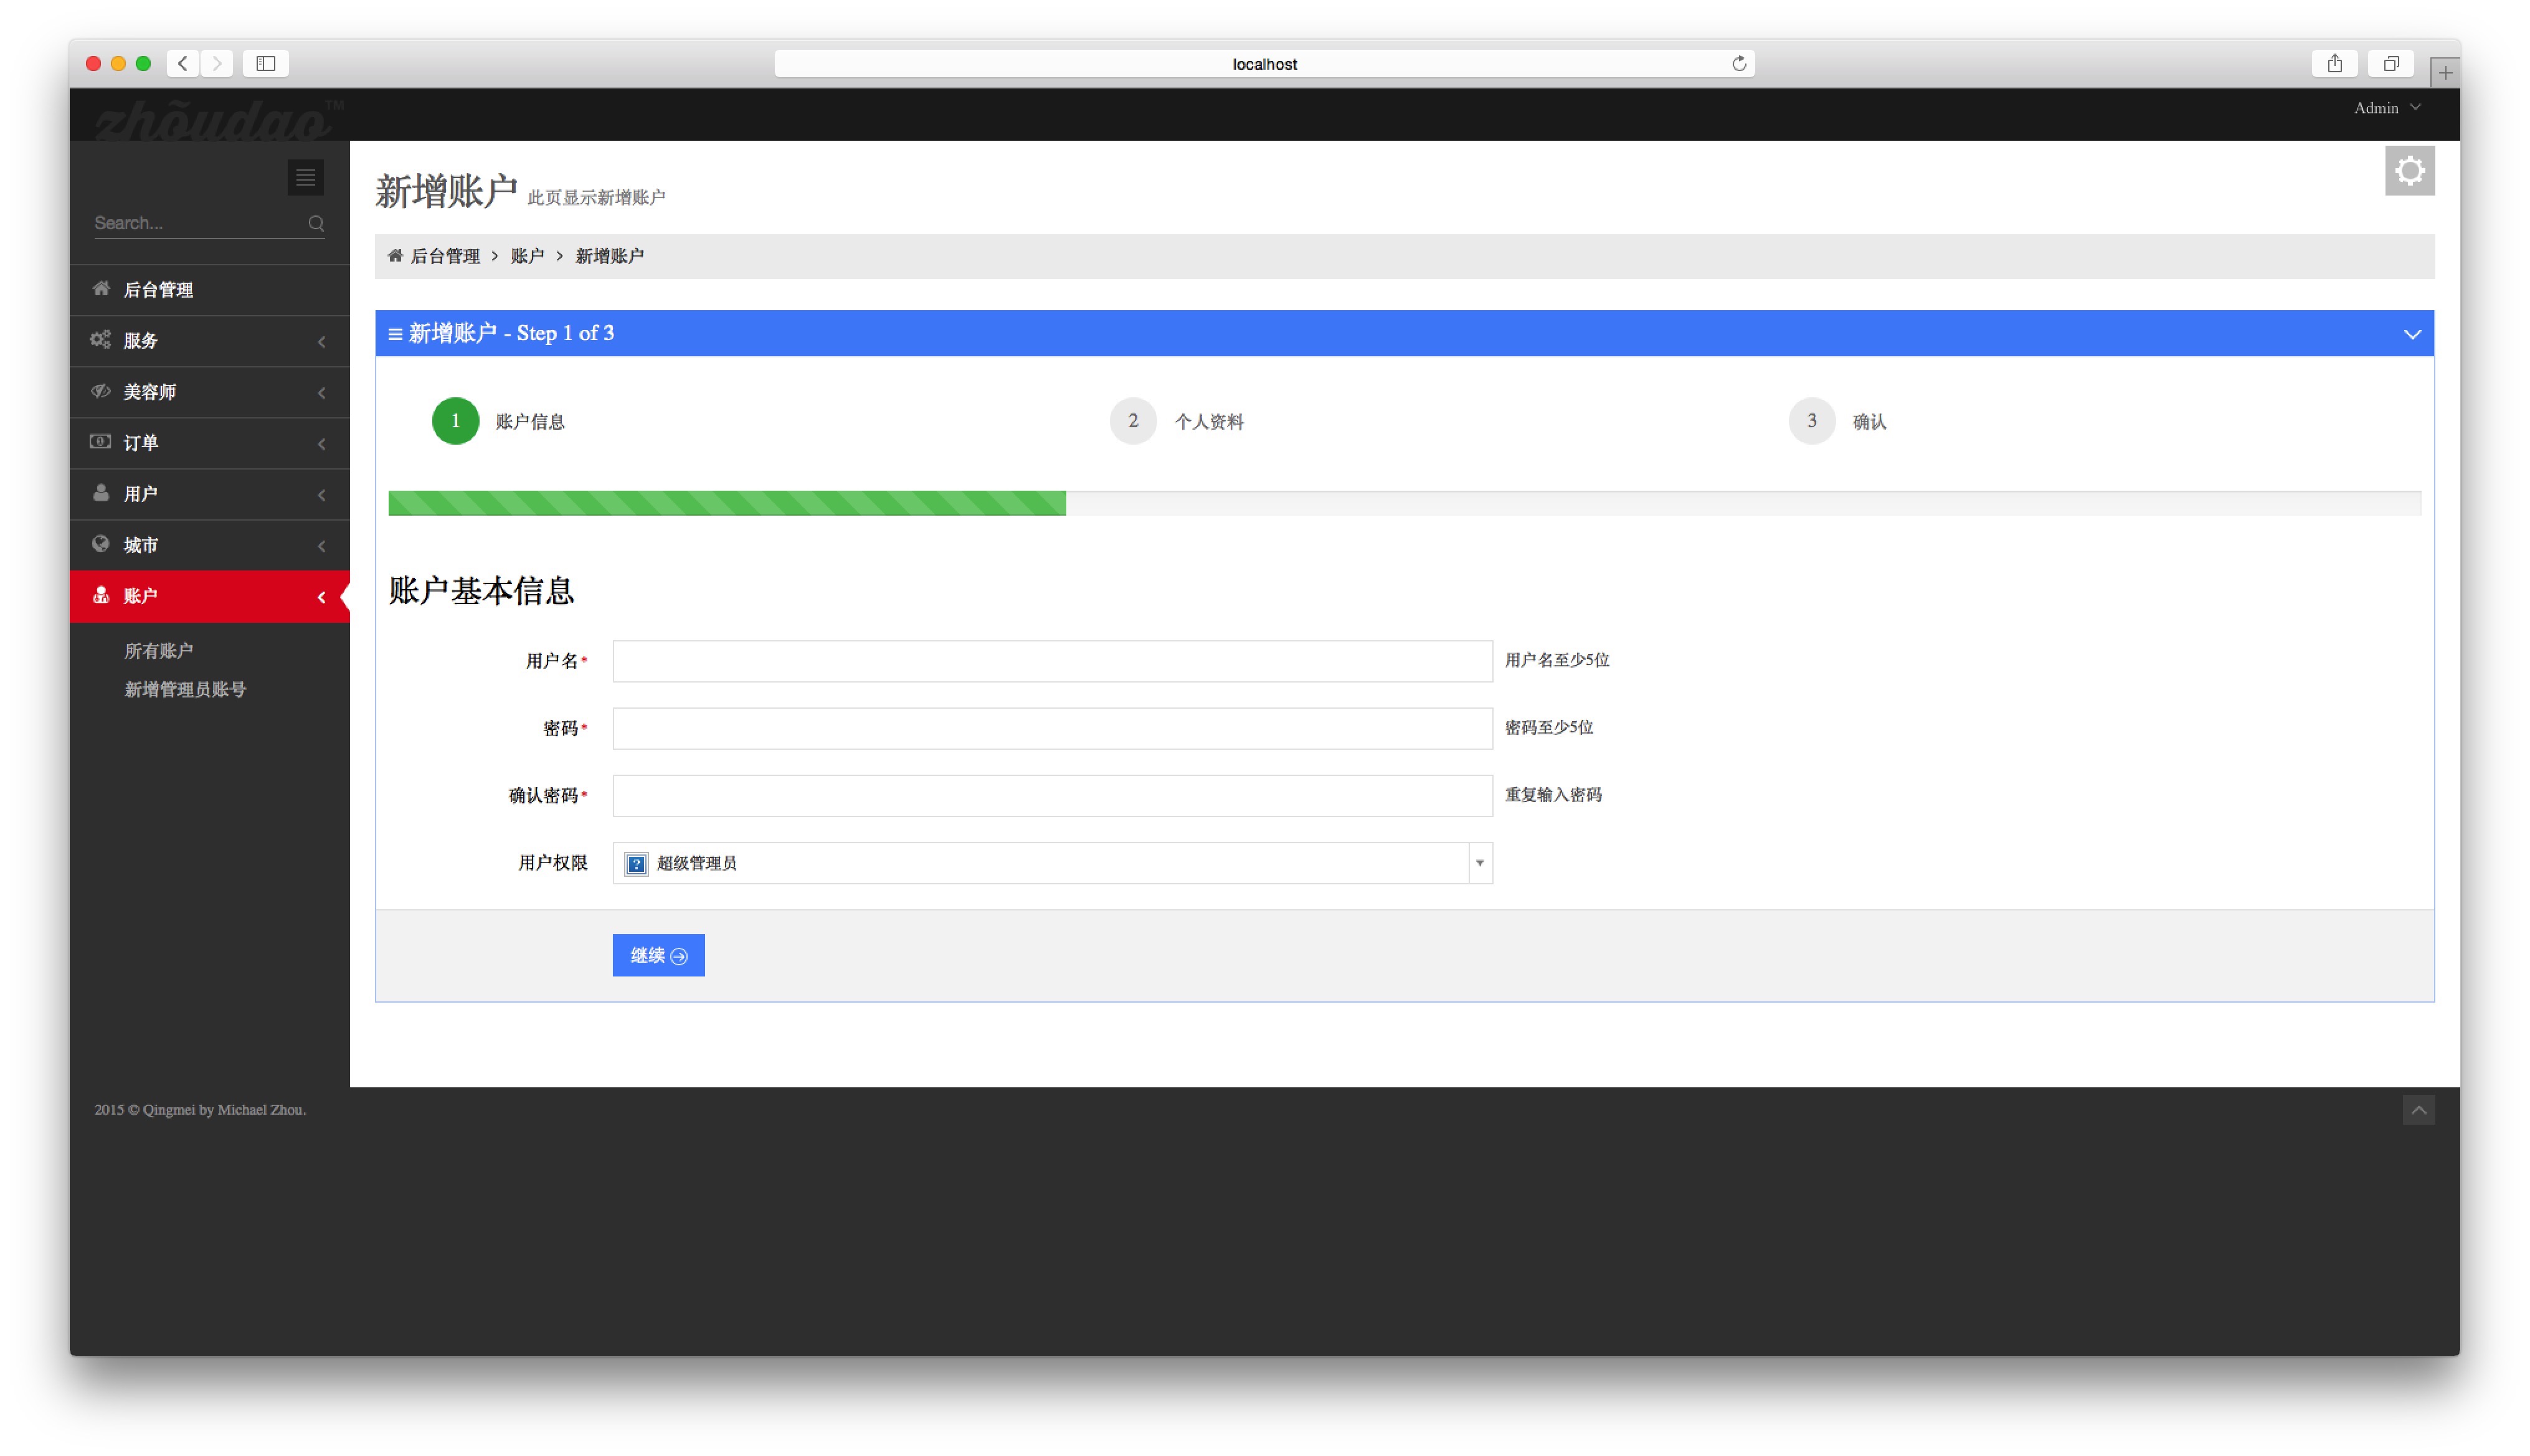 localhost
zhõudao™
Admin
Search...
后台管理
服务
美容师
订单
用户
城市
账户
所有账户
新增管理员账号
新增账户 此页显示新增账户
后台管理 > 账户 > 新增账户
新增账户 - Step 1 of 3
1 账户信息
2 个人资料
3 确认
账户基本信息
用户名* 用户名至少5位
密码* 密码至少5位
确认密码* 重复输入密码
用户权限 ? 超级管理员
继续
2015 © Qingmei by Michael Zhou.